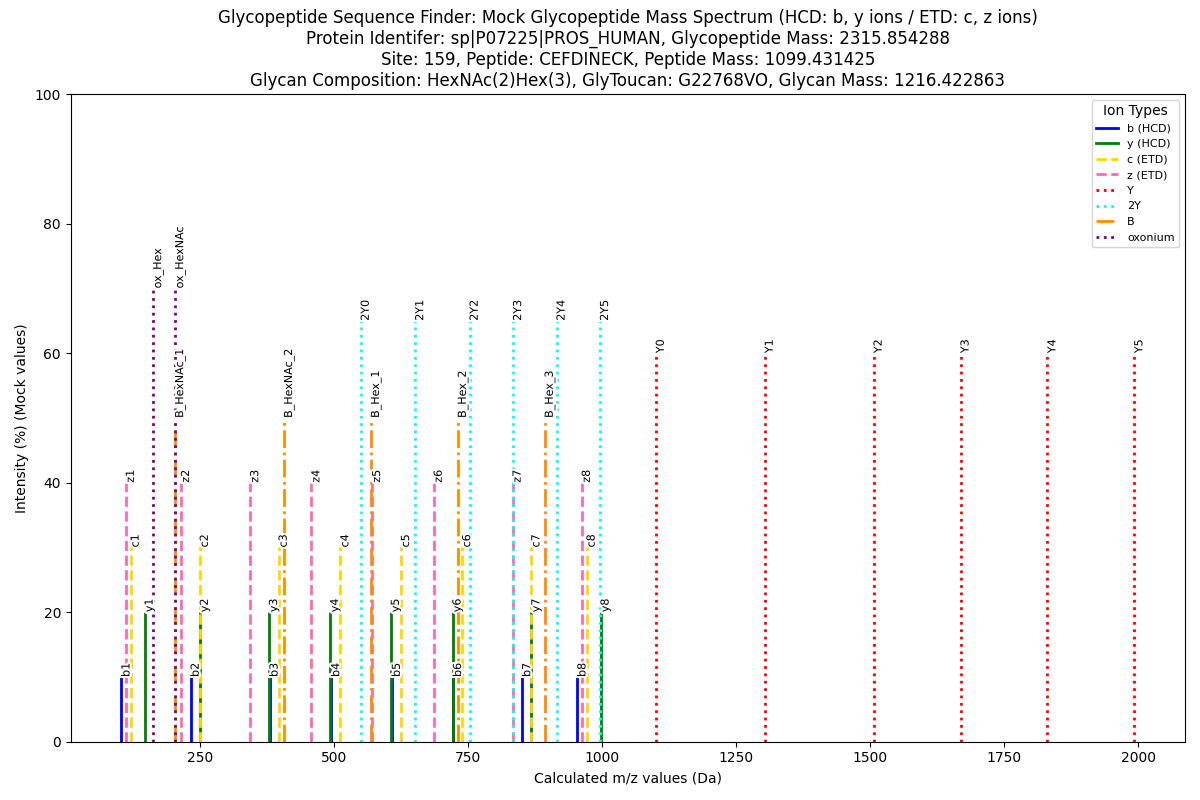 Glycopeptide Sequence Finder: Mock Glycopeptide Mass Spectrum (HCD: b, y ions / ETD: c, z ions)
Protein Identifer: sp|P07225|PROS_HUMAN, Glycopeptide Mass: 2315.854288
Site: 159, Peptide: CEFDINECK, Peptide Mass: 1099.431425
Glycan Composition: HexNAc(2)Hex(3), GlyToucan: G22768VO, Glycan Mass: 1216.422863
Ion Types
b (HCD)
y (HCD)
c (ETD)
z (ETD)
Y
2Y
B
oxonium
100
80
60
40
20
0
Intensity (%) (Mock values)
ox_Hex
ox_HexNAc
2Y0
2Y1
2Y2
2Y3
2Y4
2Y5
B_HexNAc_1
B_HexNAc_2
B_Hex_1
B_Hex_2
B_Hex_3
Y0
Y1
Y2
Y3
Y4
Y5
z1
z2
z3
z4
z5
z6
z7
z8
c1
c2
c3
c4
c5
c6
c7
c8
y1
y2
y3
y4
y5
y6
y7
y8
b1
b2
b3
b4
b5
b6
b7
b8
250
500
750
1000
1250
1500
1750
2000
Calculated m/z values (Da)